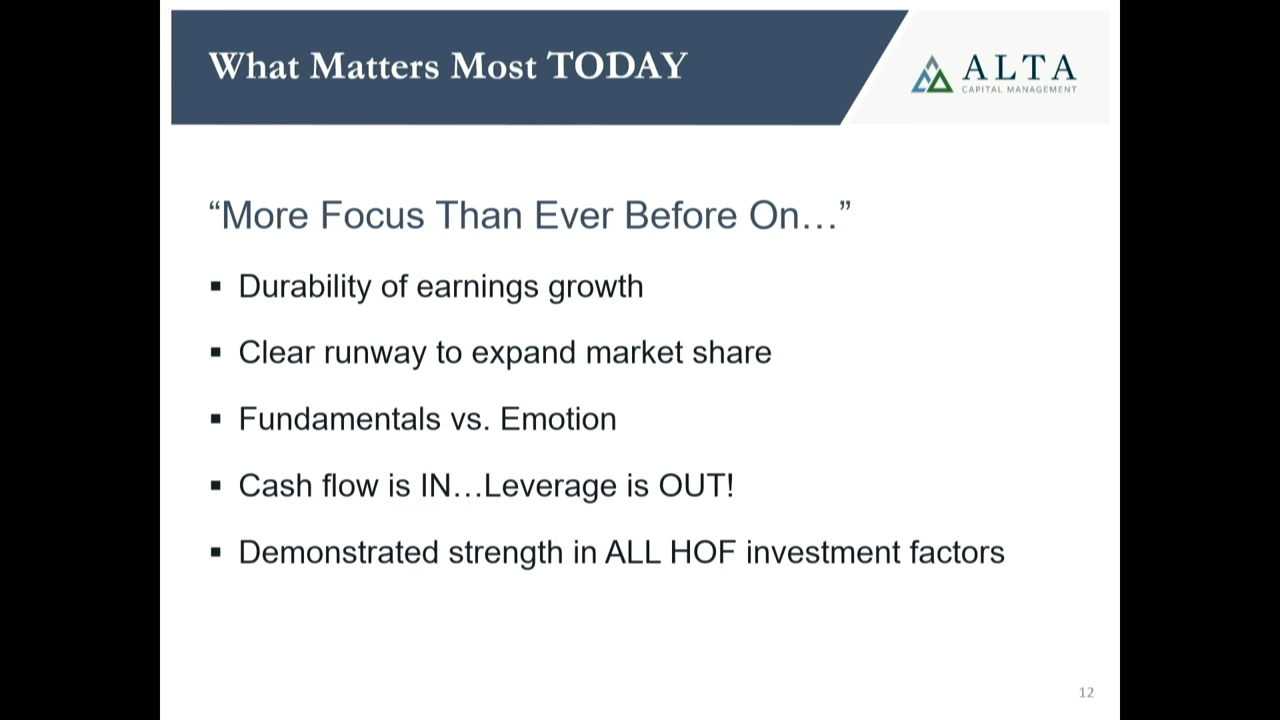 What Matters Most TODAY
ALTA
CAPITAL MANAGEMENT
“More Focus Than Ever Before On…”
▪ Durability of earnings growth
▪ Clear runway to expand market share
▪ Fundamentals vs. Emotion
▪ Cash flow is IN…Leverage is OUT!
▪ Demonstrated strength in ALL HOF investment factors
12